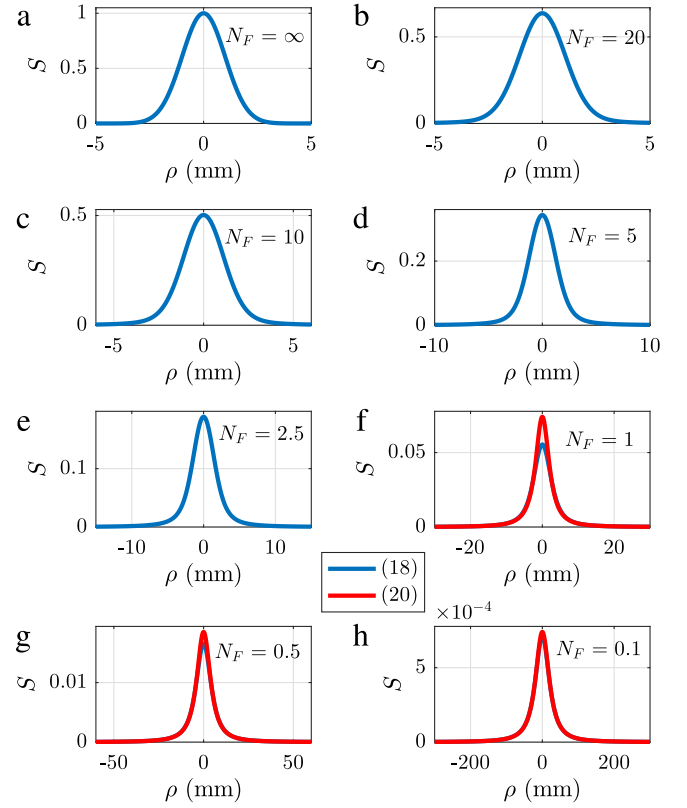 a
b
1
0.5
0
S
N_F = ∞
-5 0 5
ρ (mm)
0.5
0
S
N_F = 20
-5 0 5
ρ (mm)
c
d
0.5
0
S
N_F = 10
-5 0 5
ρ (mm)
0.2
0
S
N_F = 5
-10 0 10
ρ (mm)
e
f
0.1
0
S
N_F = 2.5
-10 0 10
ρ (mm)
0.05
0
S
N_F = 1
-20 0 20
ρ (mm)
(18)
(20)
g
h
0.01
0
S
N_F = 0.5
-50 0 50
ρ (mm)
×10⁻⁴
5
0
S
N_F = 0.1
-200 0 200
ρ (mm)